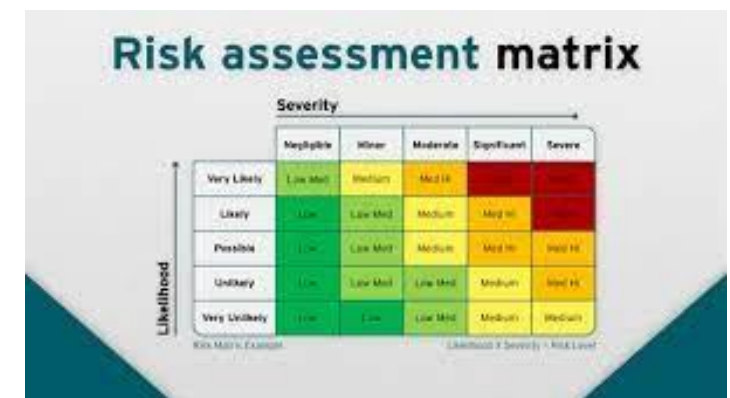 Risk assessment matrix
Severity
Negligible Minor Moderate Significant Severe
Very Likely Low Med Medium Med Hi
Likely Low Low Med Medium Med Hi
Possible Low Low Med Medium Med Hi Med Hi
Unlikely Low Low Med Low Med Medium Med Hi
Very Unlikely Low Low Low Med Medium Medium
Likelihood
Risk Matrix Example
Likelihood x Severity = Risk Level